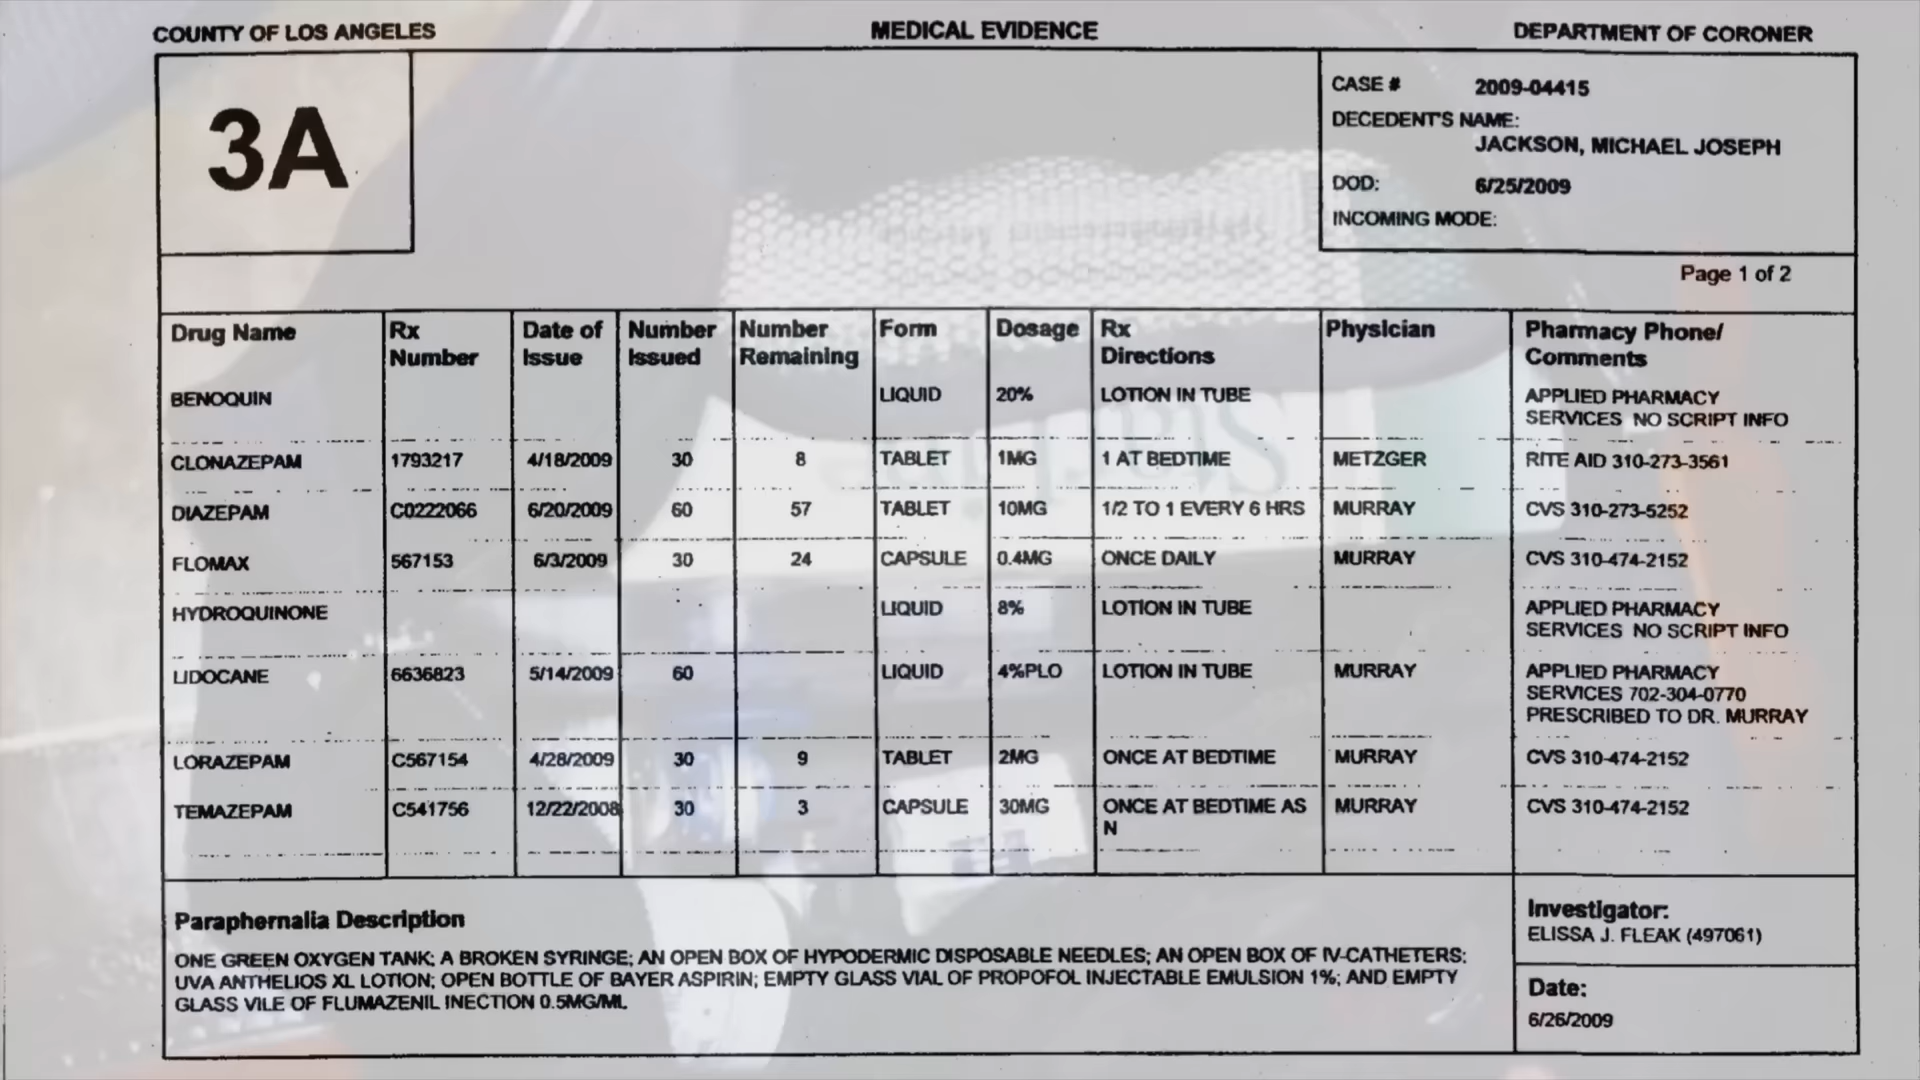 COUNTY OF LOS ANGELES MEDICAL EVIDENCE DEPARTMENT OF CORONER
3A
CASE # 2009-04415
DECEDENT'S NAME:
JACKSON, MICHAEL JOSEPH
DOD: 6/25/2009
INCOMING MODE:
Page 1 of 2
Drug Name Rx Number Date of Issue Number Issued Number Remaining Form Dosage Rx Directions Physician Pharmacy Phone/ Comments
BENOQUIN LIQUID 20% LOTION IN TUBE APPLIED PHARMACY
SERVICES NO SCRIPT INFO
CLONAZEPAM 1793217 4/18/2009 30 8 TABLET 1MG 1 AT BEDTIME METZGER RITE AID 310-273-3561
DIAZEPAM C0222066 6/20/2009 60 57 TABLET 10MG 1/2 TO 1 EVERY 6 HRS MURRAY CVS 310-273-5252
FLOMAX 567153 6/3/2009 30 24 CAPSULE 0.4MG ONCE DAILY MURRAY CVS 310-474-2152
HYDROQUINONE LIQUID 8% LOTION IN TUBE APPLIED PHARMACY
SERVICES NO SCRIPT INFO
LIDOCANE 6636823 5/14/2009 60 LIQUID 4%PLO LOTION IN TUBE MURRAY APPLIED PHARMACY
SERVICES 702-304-0770
PRESCRIBED TO DR. MURRAY
LORAZEPAM C567154 4/28/2009 30 9 TABLET 2MG ONCE AT BEDTIME MURRAY CVS 310-474-2152
TEMAZEPAM C541756 12/22/2008 30 3 CAPSULE 30MG ONCE AT BEDTIME AS MURRAY CVS 310-474-2152
N
Paraphernalia Description
ONE GREEN OXYGEN TANK; A BROKEN SYRINGE; AN OPEN BOX OF HYPODERMIC DISPOSABLE NEEDLES; AN OPEN BOX OF IV-CATHETERS;
UVA ANTHELIOS XL LOTION; OPEN BOTTLE OF BAYER ASPIRIN; EMPTY GLASS VIAL OF PROPOFOL INJECTABLE EMULSION 1%; AND EMPTY
GLASS VILE OF FLUMAZENIL INECTION 0.5MG/ML
Investigator:
ELISSA J. FLEAK (497061)
Date:
6/26/2009